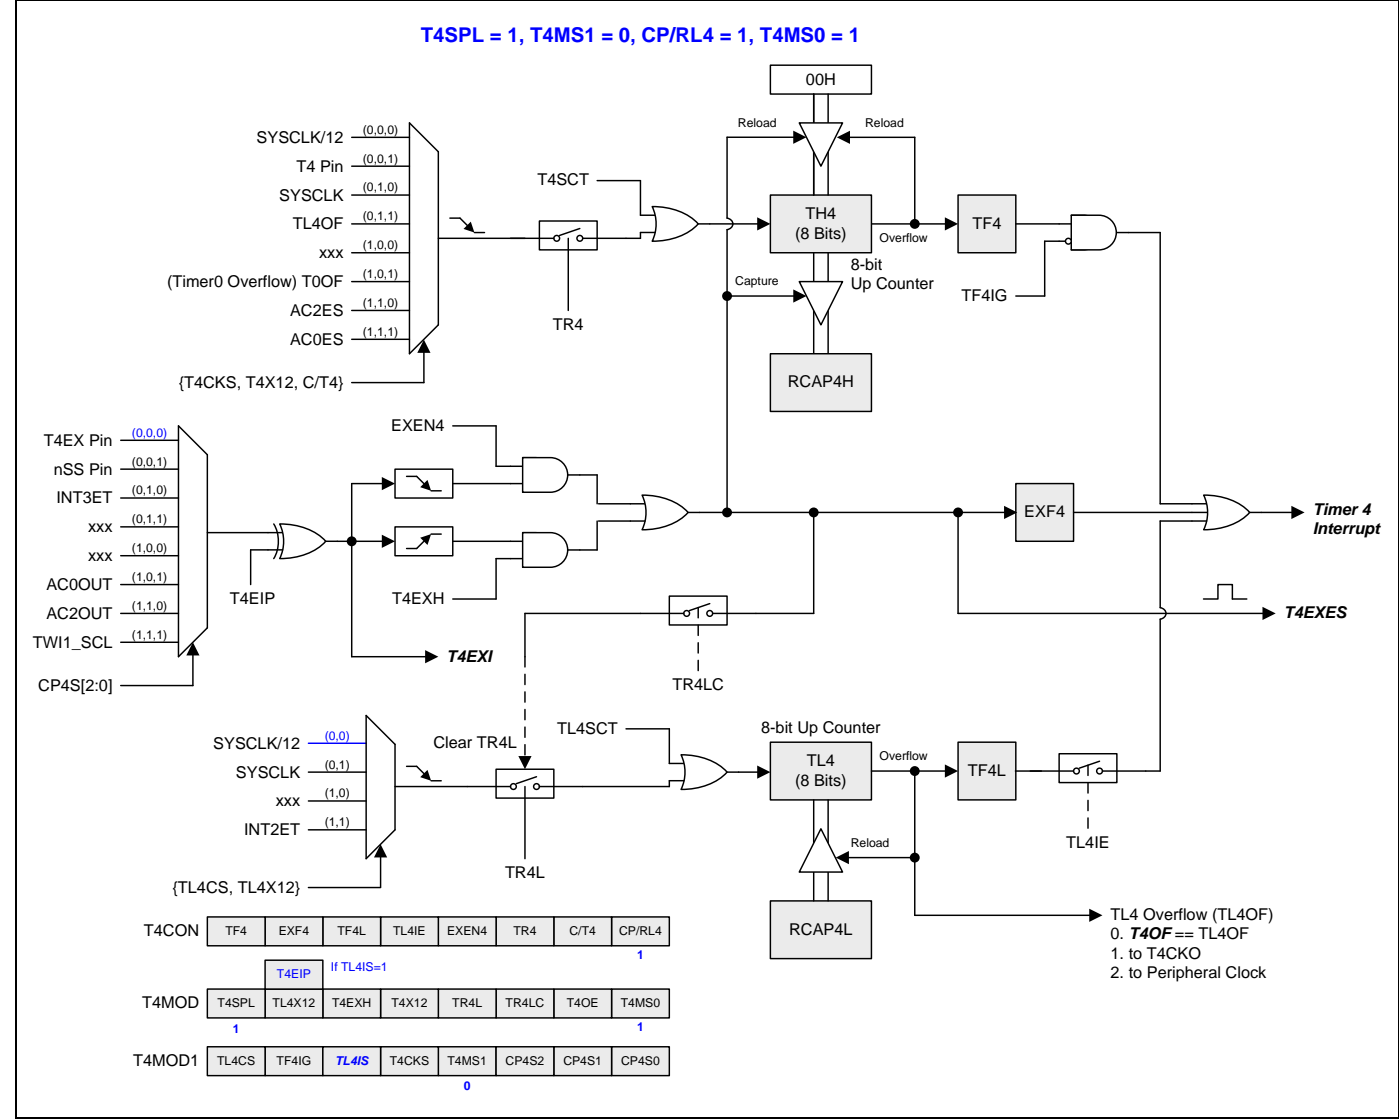 T4SPL = 1, T4MS1 = 0, CP/RL4 = 1, T4MS0 = 1
00H
Reload
Reload
SYSCLK/12
(0,0,0)
T4 Pin
(0,0,1)
SYSCLK
(0,1,0)
TL4OF
(0,1,1)
xxx
(1,0,0)
(Timer0 Overflow) T0OF
(1,0,1)
AC2ES
(1,1,0)
AC0ES
(1,1,1)
{T4CKS, T4X12, C/T4}
T4SCT
TR4
TH4
(8 Bits)
Overflow
8-bit
Up Counter
Capture
RCAP4H
TF4
TF4IG
T4EX Pin
(0,0,0)
nSS Pin
(0,0,1)
INT3ET
(0,1,0)
xxx
(0,1,1)
xxx
(1,0,0)
AC0OUT
(1,0,1)
AC2OUT
(1,1,0)
TWI1_SCL
(1,1,1)
CP4S[2:0]
T4EIP
EXEN4
T4EXH
T4EXI
EXF4
Timer 4
Interrupt
T4EXES
TR4LC
SYSCLK/12
(0,0)
SYSCLK
(0,1)
xxx
(1,0)
INT2ET
(1,1)
{TL4CS, TL4X12}
Clear TR4L
TR4L
TL4SCT
8-bit Up Counter
TL4
(8 Bits)
Overflow
TF4L
TL4IE
Reload
RCAP4L
TL4 Overflow (TL4OF)
0. T4OF == TL4OF
1. to T4CKO
2. to Peripheral Clock
T4CON TF4 EXF4 TF4L TL4IE EXEN4 TR4 C/T4 CP/RL4
1
T4EIP If TL4IS=1
T4MOD T4SPL TL4X12 T4EXH T4X12 TR4L TR4LC T4OE T4MS0
1 1
T4MOD1 TL4CS TF4IG TL4IS T4CKS T4MS1 CP4S2 CP4S1 CP4S0
0